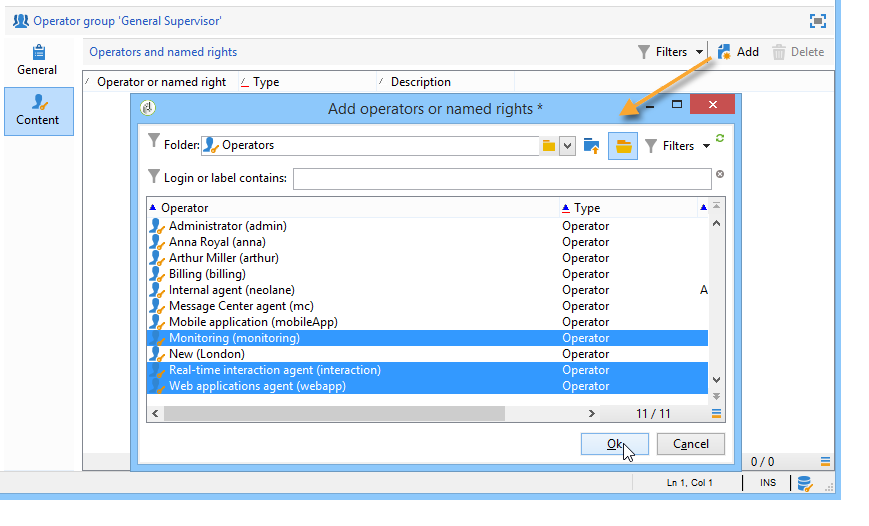 Operator group 'General Supervisor'
General
Content
Operators and named rights
Filters
Add
Delete
Operator or named right
Type
Description
Add operators or named rights *
Folder:
Operators
Filters
Login or label contains:
Operator
Type
Administrator (admin)
Operator
Anna Royal (anna)
Operator
Arthur Miller (arthur)
Operator
Billing (billing)
Operator
Internal agent (neolane)
Operator
A
Message Center agent (mc)
Operator
Mobile application (mobileApp)
Operator
Monitoring (monitoring)
Operator
New (London)
Operator
Real-time interaction agent (interaction)
Operator
Web applications agent (webapp)
Operator
11 / 11
Ok
Cancel
0 / 0
Ln 1, Col 1
INS